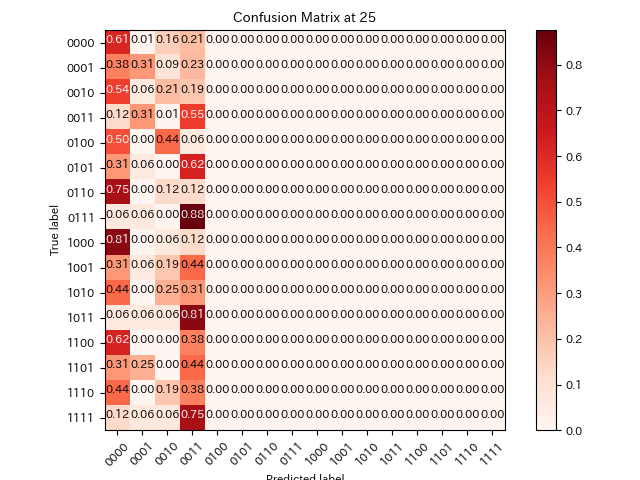 Confusion Matrix at 25
0000 0.61 0.01 0.16 0.21 0.00 0.00 0.00 0.00 0.00 0.00 0.00 0.00 0.00 0.00 0.00 0.00
0001 0.38 0.31 0.09 0.23 0.00 0.00 0.00 0.00 0.00 0.00 0.00 0.00 0.00 0.00 0.00 0.00
0010 0.54 0.06 0.21 0.19 0.00 0.00 0.00 0.00 0.00 0.00 0.00 0.00 0.00 0.00 0.00 0.00
0011 0.12 0.31 0.01 0.55 0.00 0.00 0.00 0.00 0.00 0.00 0.00 0.00 0.00 0.00 0.00 0.00
0100 0.50 0.00 0.44 0.06 0.00 0.00 0.00 0.00 0.00 0.00 0.00 0.00 0.00 0.00 0.00 0.00
0101 0.31 0.06 0.00 0.62 0.00 0.00 0.00 0.00 0.00 0.00 0.00 0.00 0.00 0.00 0.00 0.00
0110 0.75 0.00 0.12 0.12 0.00 0.00 0.00 0.00 0.00 0.00 0.00 0.00 0.00 0.00 0.00 0.00
0111 0.06 0.06 0.00 0.88 0.00 0.00 0.00 0.00 0.00 0.00 0.00 0.00 0.00 0.00 0.00 0.00
1000 0.81 0.00 0.06 0.12 0.00 0.00 0.00 0.00 0.00 0.00 0.00 0.00 0.00 0.00 0.00 0.00
1001 0.31 0.06 0.19 0.44 0.00 0.00 0.00 0.00 0.00 0.00 0.00 0.00 0.00 0.00 0.00 0.00
1010 0.44 0.00 0.25 0.31 0.00 0.00 0.00 0.00 0.00 0.00 0.00 0.00 0.00 0.00 0.00 0.00
1011 0.06 0.06 0.06 0.81 0.00 0.00 0.00 0.00 0.00 0.00 0.00 0.00 0.00 0.00 0.00 0.00
1100 0.62 0.00 0.00 0.38 0.00 0.00 0.00 0.00 0.00 0.00 0.00 0.00 0.00 0.00 0.00 0.00
1101 0.31 0.25 0.00 0.44 0.00 0.00 0.00 0.00 0.00 0.00 0.00 0.00 0.00 0.00 0.00 0.00
1110 0.44 0.00 0.19 0.38 0.00 0.00 0.00 0.00 0.00 0.00 0.00 0.00 0.00 0.00 0.00 0.00
1111 0.12 0.06 0.06 0.75 0.00 0.00 0.00 0.00 0.00 0.00 0.00 0.00 0.00 0.00 0.00 0.00
0000 0001 0010 0011 0100 0101 0110 0111 1000 1001 1010 1011 1100 1101 1110 1111
True label
Predicted label
0.8
0.7
0.6
0.5
0.4
0.3
0.2
0.1
0.0